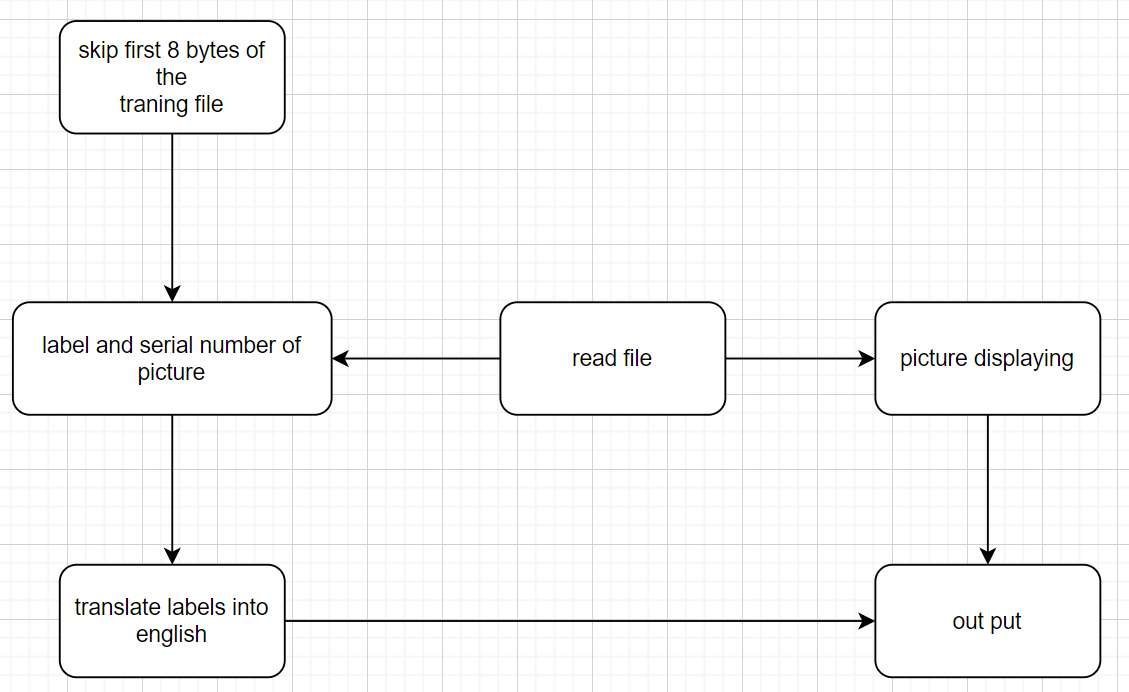 skip first 8 bytes of
the
traning file
label and serial number of
picture
read file
picture displaying
translate labels into
english
out put